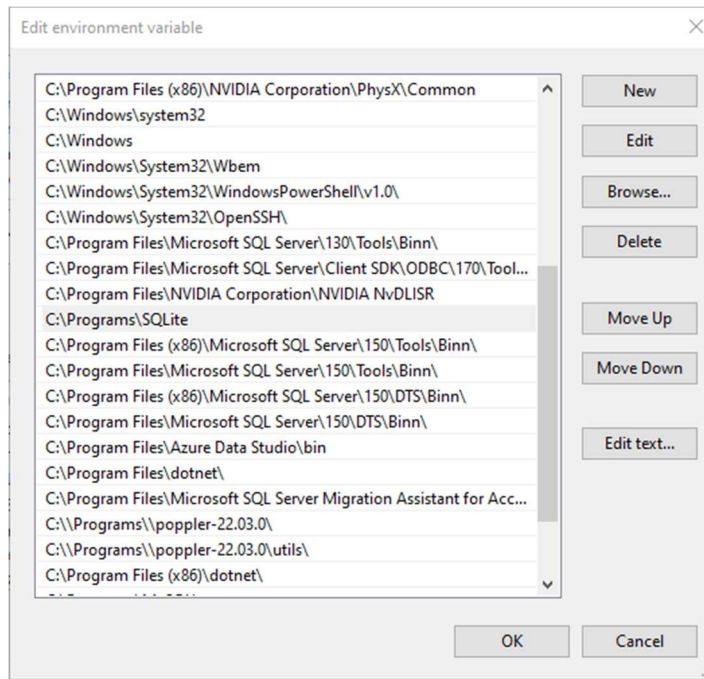 Edit environment variable
C:\Program Files (x86)\NVIDIA Corporation\PhysX\Common
C:\Windows\system32
C:\Windows
C:\Windows\System32\Wbem
C:\Windows\System32\WindowsPowerShell\v1.0\
C:\Windows\System32\OpenSSH\
C:\Program Files\Microsoft SQL Server\130\Tools\Binn\
C:\Program Files\Microsoft SQL Server\Client SDK\ODBC\170\Tool...
C:\Program Files\NVIDIA Corporation\NVIDIA NvDLISR
C:\Programs\SQLite
C:\Program Files (x86)\Microsoft SQL Server\150\Tools\Binn\
C:\Program Files\Microsoft SQL Server\150\Tools\Binn\
C:\Program Files (x86)\Microsoft SQL Server\150\DTS\Binn\
C:\Program Files\Microsoft SQL Server\150\DTS\Binn\
C:\Program Files\Azure Data Studio\bin
C:\Program Files\dotnet\
C:\Program Files\Microsoft SQL Server Migration Assistant for Acc...
C:\\Programs\\poppler-22.03.0\
C:\\Programs\\poppler-22.03.0\utils\
C:\Program Files (x86)\dotnet\
New
Edit
Browse...
Delete
Move Up
Move Down
Edit text...
OK
Cancel